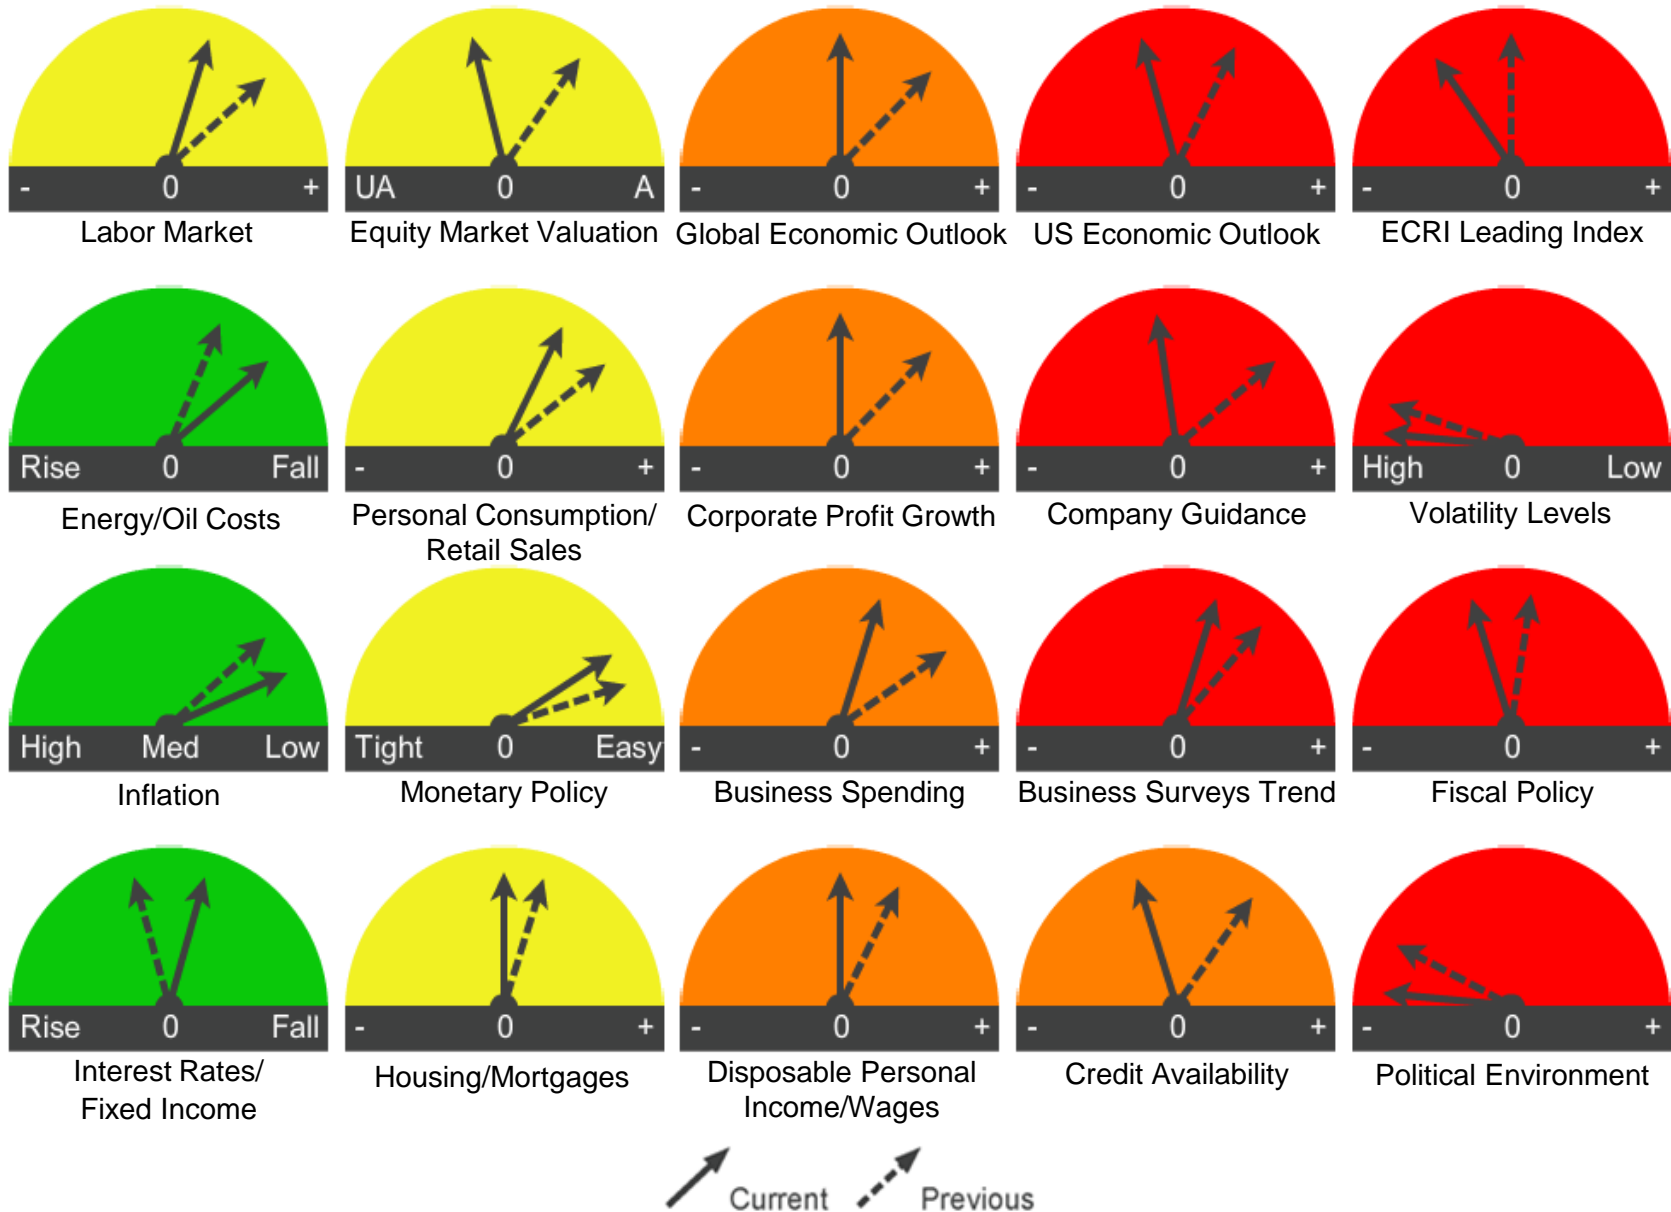 - 0 +
UA 0 A
- 0 +
- 0 +
- 0 +
Labor Market
Equity Market Valuation
Global Economic Outlook
US Economic Outlook
ECRI Leading Index
Rise 0 Fall
- 0 +
- 0 +
- 0 +
High 0 Low
Energy/Oil Costs
Personal Consumption/
Retail Sales
Corporate Profit Growth
Company Guidance
Volatility Levels
High Med Low
Tight 0 Easy
- 0 +
- 0 +
- 0 +
Inflation
Monetary Policy
Business Spending
Business Surveys Trend
Fiscal Policy
Rise 0 Fall
- 0 +
- 0 +
- 0 +
- 0 +
Interest Rates/
Fixed Income
Housing/Mortgages
Disposable Personal
Income/Wages
Credit Availability
Political Environment
Current
Previous